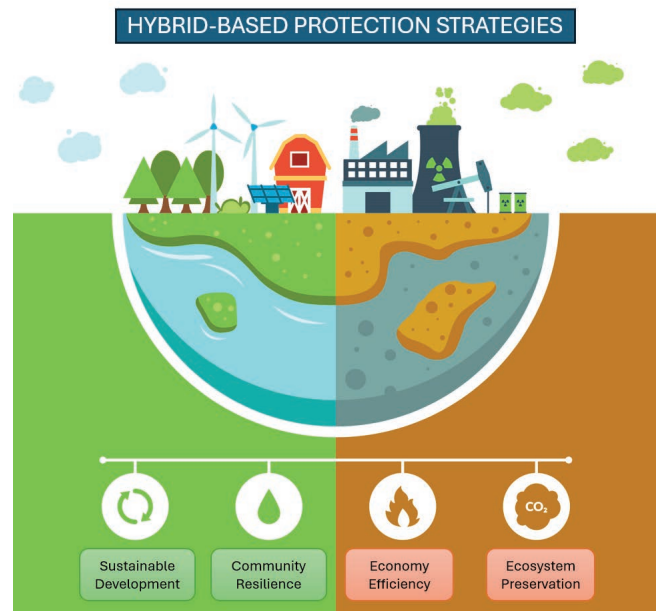 HYBRID-BASED PROTECTION STRATEGIES
CO₂
Sustainable
Development
Community
Resilience
Economy
Efficiency
Ecosystem
Preservation